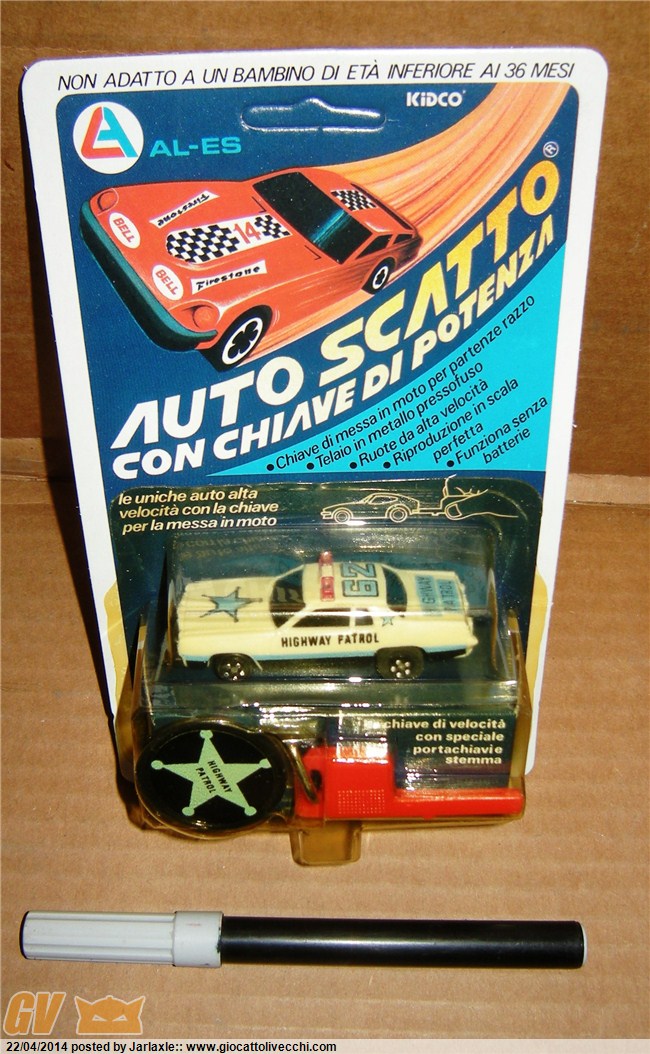 NON ADATTO A UN BAMBINO DI ETÀ INFERIORE AI 36 MESI
KiDCO
AL-ES
BELL
Firestone
14
BELL
Firestone
AUTO SCATTO®
CON CHIAVE DI POTENZA
• Chiave di messa in moto per partenze razzo
• Telaio in metallo pressofuso
• Ruote da alta velocità
• Riproduzione in scala
perfetta
• Funziona senza
batterie
le uniche auto alta
velocità con la chiave
per la messa in moto
62
HIGHWAY
PATROL
HIGHWAY PATROL
chiave di velocità
con speciale
portachiavi e
stemma
HIGHWAY
PATROL
GV
22/04/2014 posted by Jarlaxle:: www.giocattolivecchi.com